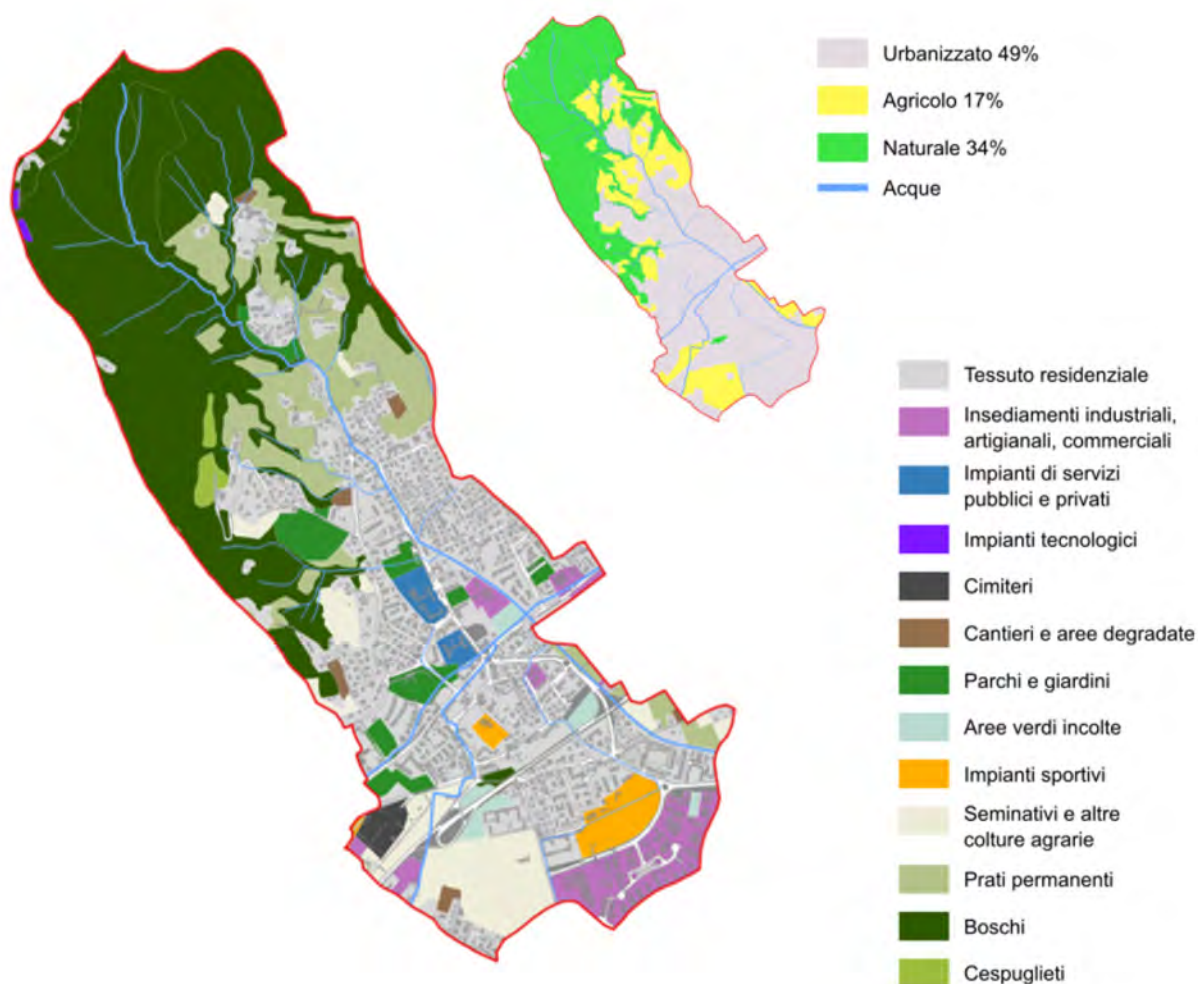 Urbanizzato 49%
Agricolo 17%
Naturale 34%
Acque
Tessuto residenziale
Insediamenti industriali,
artigianali, commerciali
Impianti di servizi
pubblici e privati
Impianti tecnologici
Cimiteri
Cantieri e aree degradate
Parchi e giardini
Aree verdi incolte
Impianti sportivi
Seminativi e altre
colture agrarie
Prati permanenti
Boschi
Cespuglieti